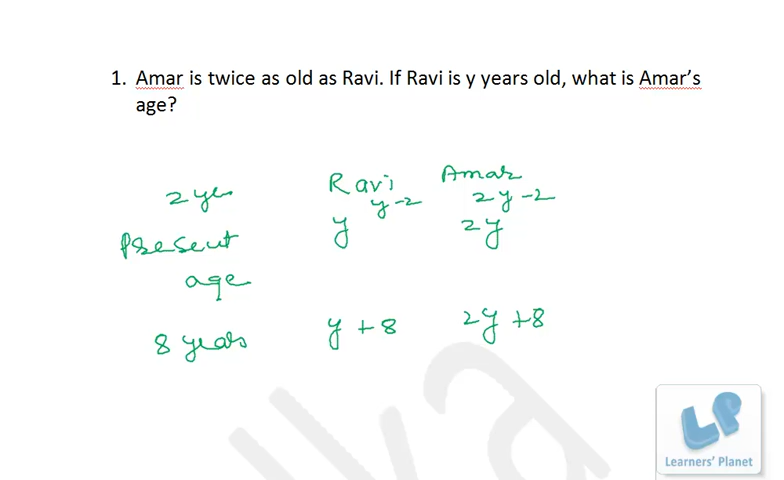 1. Amar is twice as old as Ravi. If Ravi is y years old, what is Amar's
age?
Ravi Amar
2 yrs y-2 2y-2
Present y 2y
age
8 years y+8 2y+8
LP
Learners' Planet